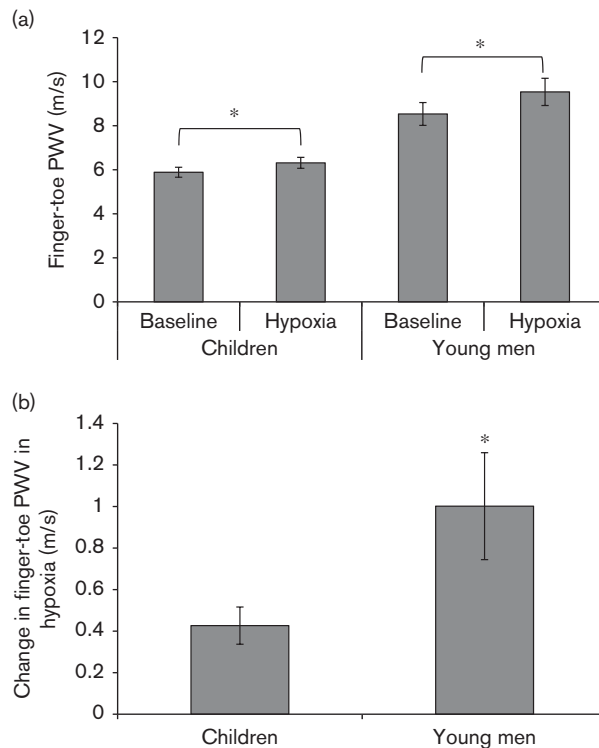 (a)
12
10
8
6
4
2
0
Finger-toe PWV (m/s)
*
*
Baseline Hypoxia Baseline Hypoxia
Children Young men
(b)
1.4
1.2
1
0.8
0.6
0.4
0.2
0
Change in finger-toe PWV in
hypoxia (m/s)
*
Children Young men